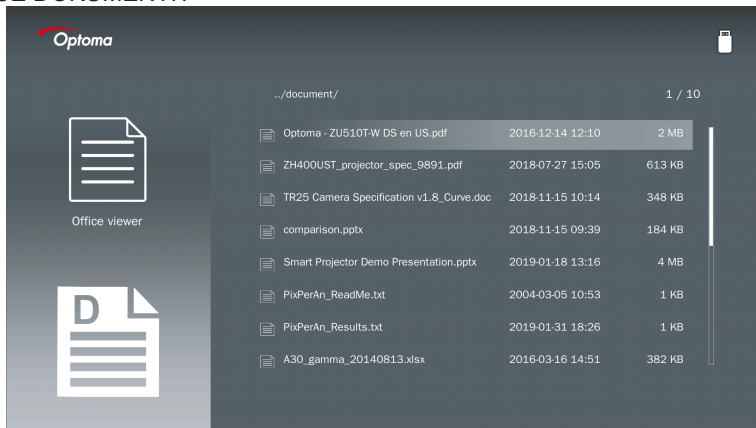 Optoma
../document/ 1 / 10
Optoma - ZU510T-W DS en US.pdf 2016-12-14 12:10 2 MB
ZH400UST_projector_spec_9891.pdf 2018-07-27 15:05 613 KB
TR25 Camera Specification v1.8_Curve.doc 2018-11-15 10:14 348 KB
Office viewer
comparison.pptx 2018-11-15 09:39 184 KB
Smart Projector Demo Presentation.pptx 2019-01-18 13:16 4 MB
PixPerAn_ReadMe.txt 2004-03-05 10:53 1 KB
D
PixPerAn_Results.txt 2019-01-31 18:26 1 KB
A30_gamma_20140813.xlsx 2016-03-16 14:51 382 KB